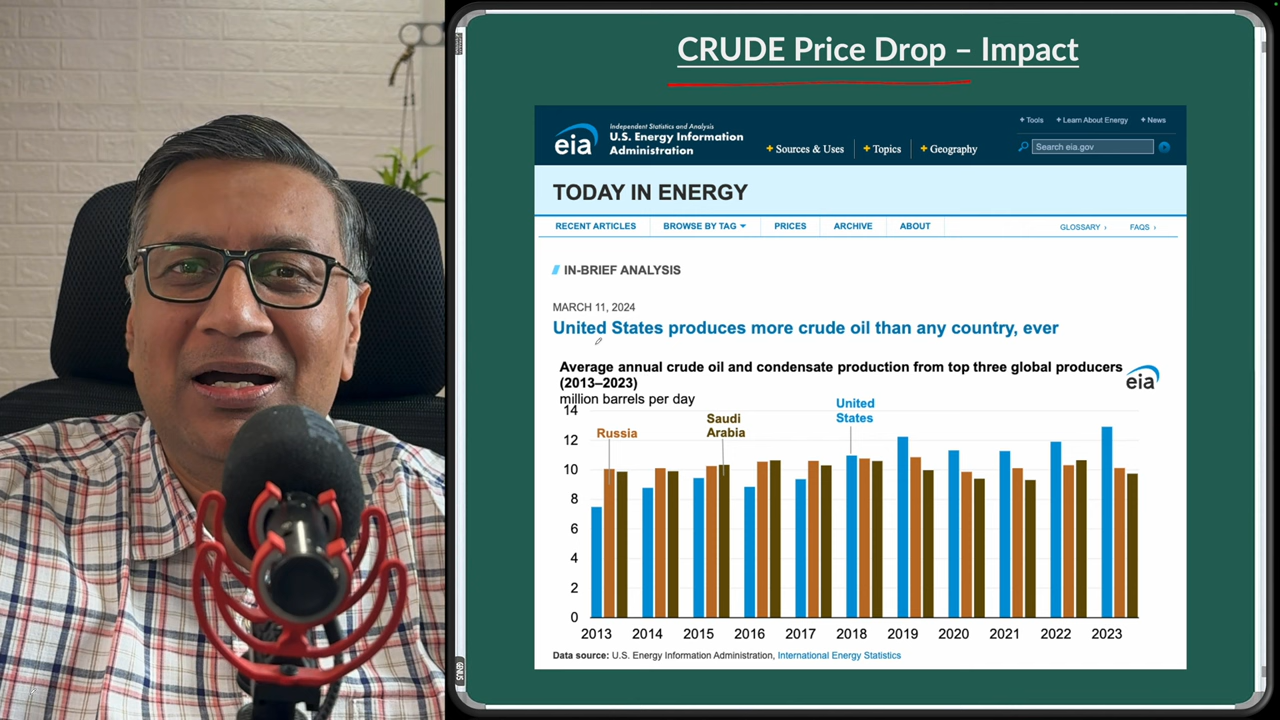 CRUDE Price Drop – Impact
eia
Independent Statistics and Analysis
U.S. Energy Information
Administration
+ Tools + Learn About Energy + News
Search eia.gov
+ Sources & Uses + Topics + Geography
TODAY IN ENERGY
RECENT ARTICLES BROWSE BY TAG PRICES ARCHIVE ABOUT GLOSSARY › FAQS ›
IN-BRIEF ANALYSIS
MARCH 11, 2024
United States produces more crude oil than any country, ever
Average annual crude oil and condensate production from top three global producers
(2013–2023)
eia
million barrels per day
14
12
10
8
6
4
2
0
Russia
Saudi
Arabia
United
States
2013 2014 2015 2016 2017 2018 2019 2020 2021 2022 2023
Data source: U.S. Energy Information Administration, International Energy Statistics